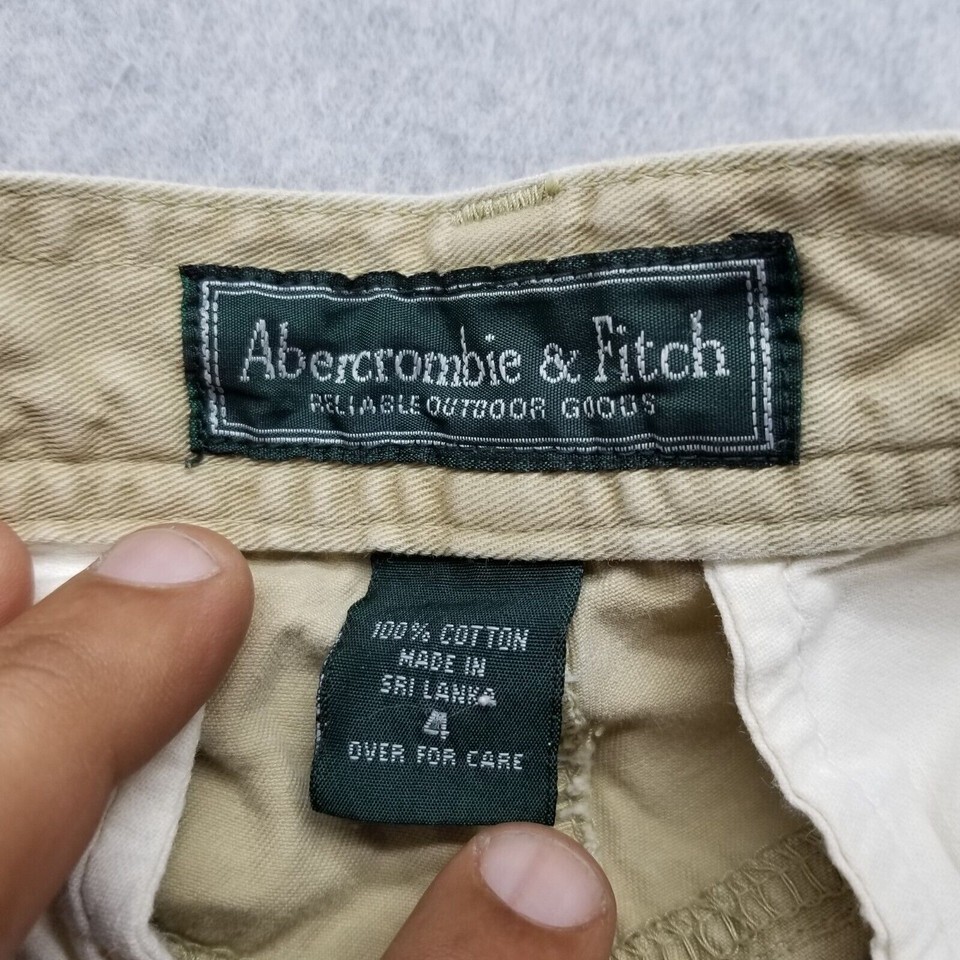 Abercrombie & Fitch
RELIABLE OUTDOOR GOODS
100% COTTON
MADE IN
SRI LANKA
4
OVER FOR CARE